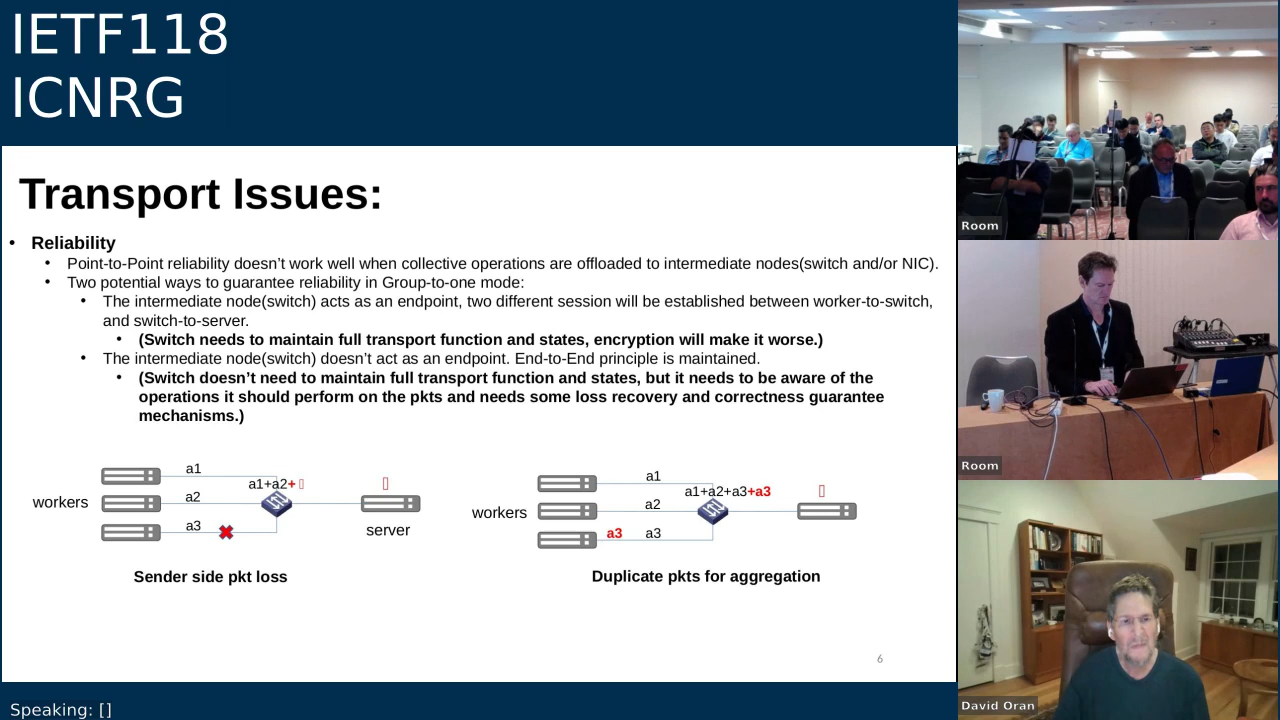 IETF118
ICNRG
Transport Issues:
• Reliability
• Point-to-Point reliability doesn’t work well when collective operations are offloaded to intermediate nodes(switch and/or NIC).
• Two potential ways to guarantee reliability in Group-to-one mode:
• The intermediate node(switch) acts as an endpoint, two different session will be established between worker-to-switch,
and switch-to-server.
• (Switch needs to maintain full transport function and states, encryption will make it worse.)
• The intermediate node(switch) doesn’t act as an endpoint. End-to-End principle is maintained.
• (Switch doesn’t need to maintain full transport function and states, but it needs to be aware of the
operations it should perform on the pkts and needs some loss recovery and correctness guarantee
mechanisms.)
a1
a1+a2+
workers
a2
a3
server
Sender side pkt loss
a1
a1+a2+a3+a3
workers
a2
a3
a3
Duplicate pkts for aggregation
6
Speaking: []
Room
Room
David Oran